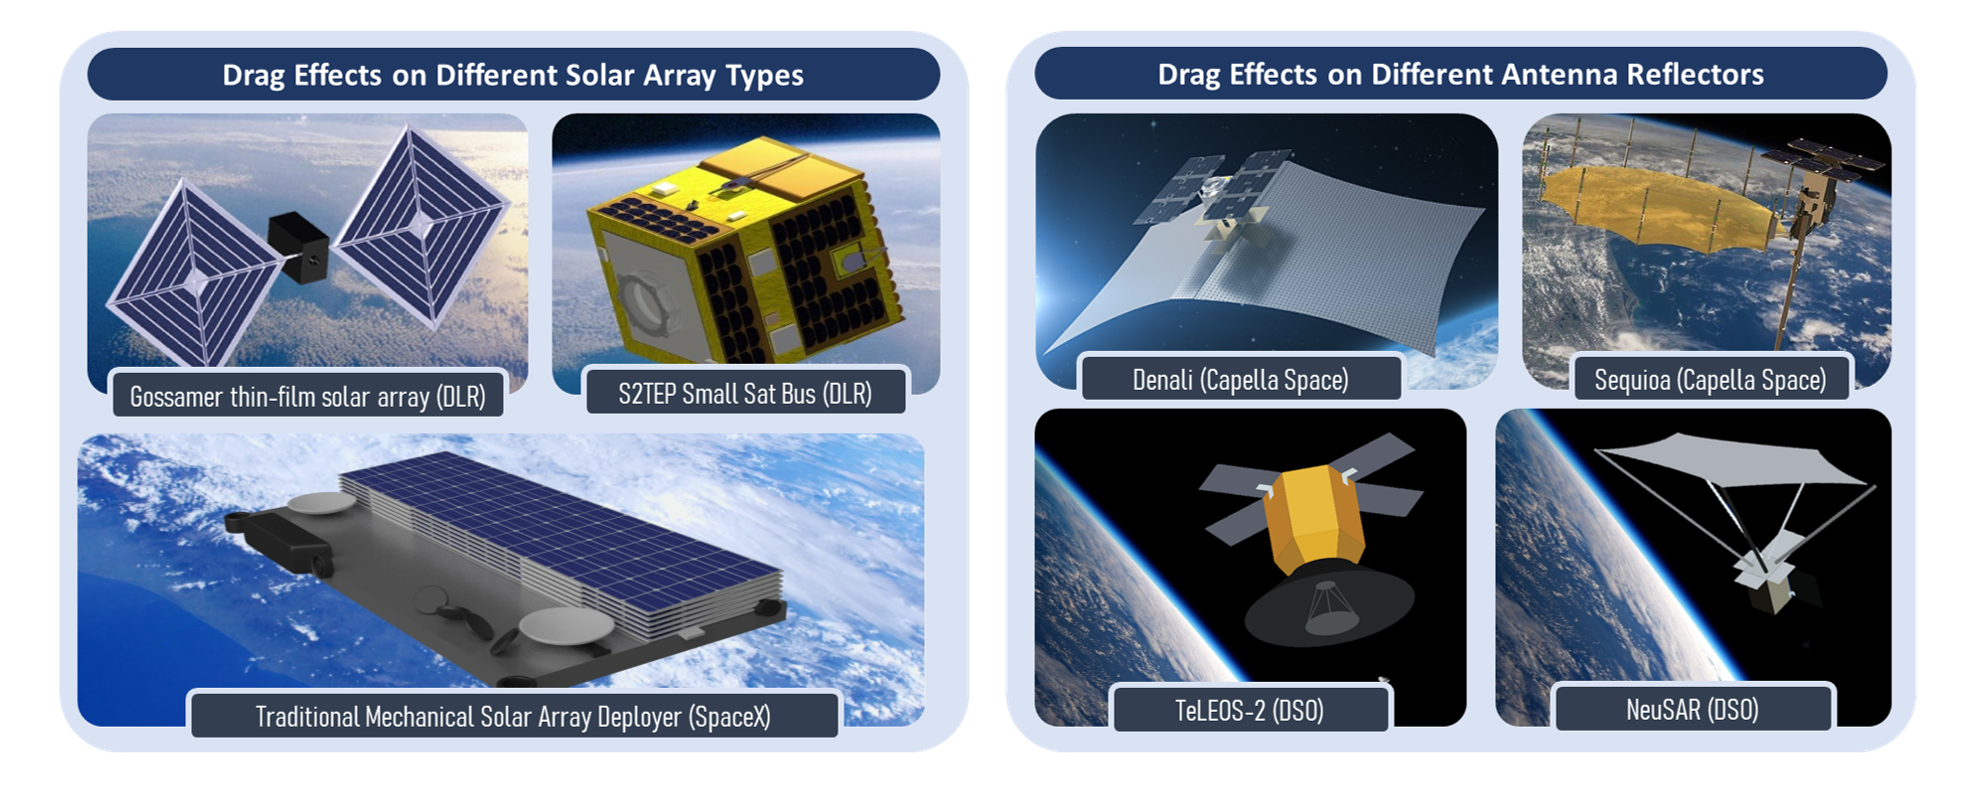 Drag Effects on Different Solar Array Types
Gossamer thin-film solar array (DLR)
S2TEP Small Sat Bus (DLR)
Traditional Mechanical Solar Array Deployer (SpaceX)
Drag Effects on Different Antenna Reflectors
Denali (Capella Space)
Sequioa (Capella Space)
TeLEOS-2 (DSO)
NeuSAR (DSO)